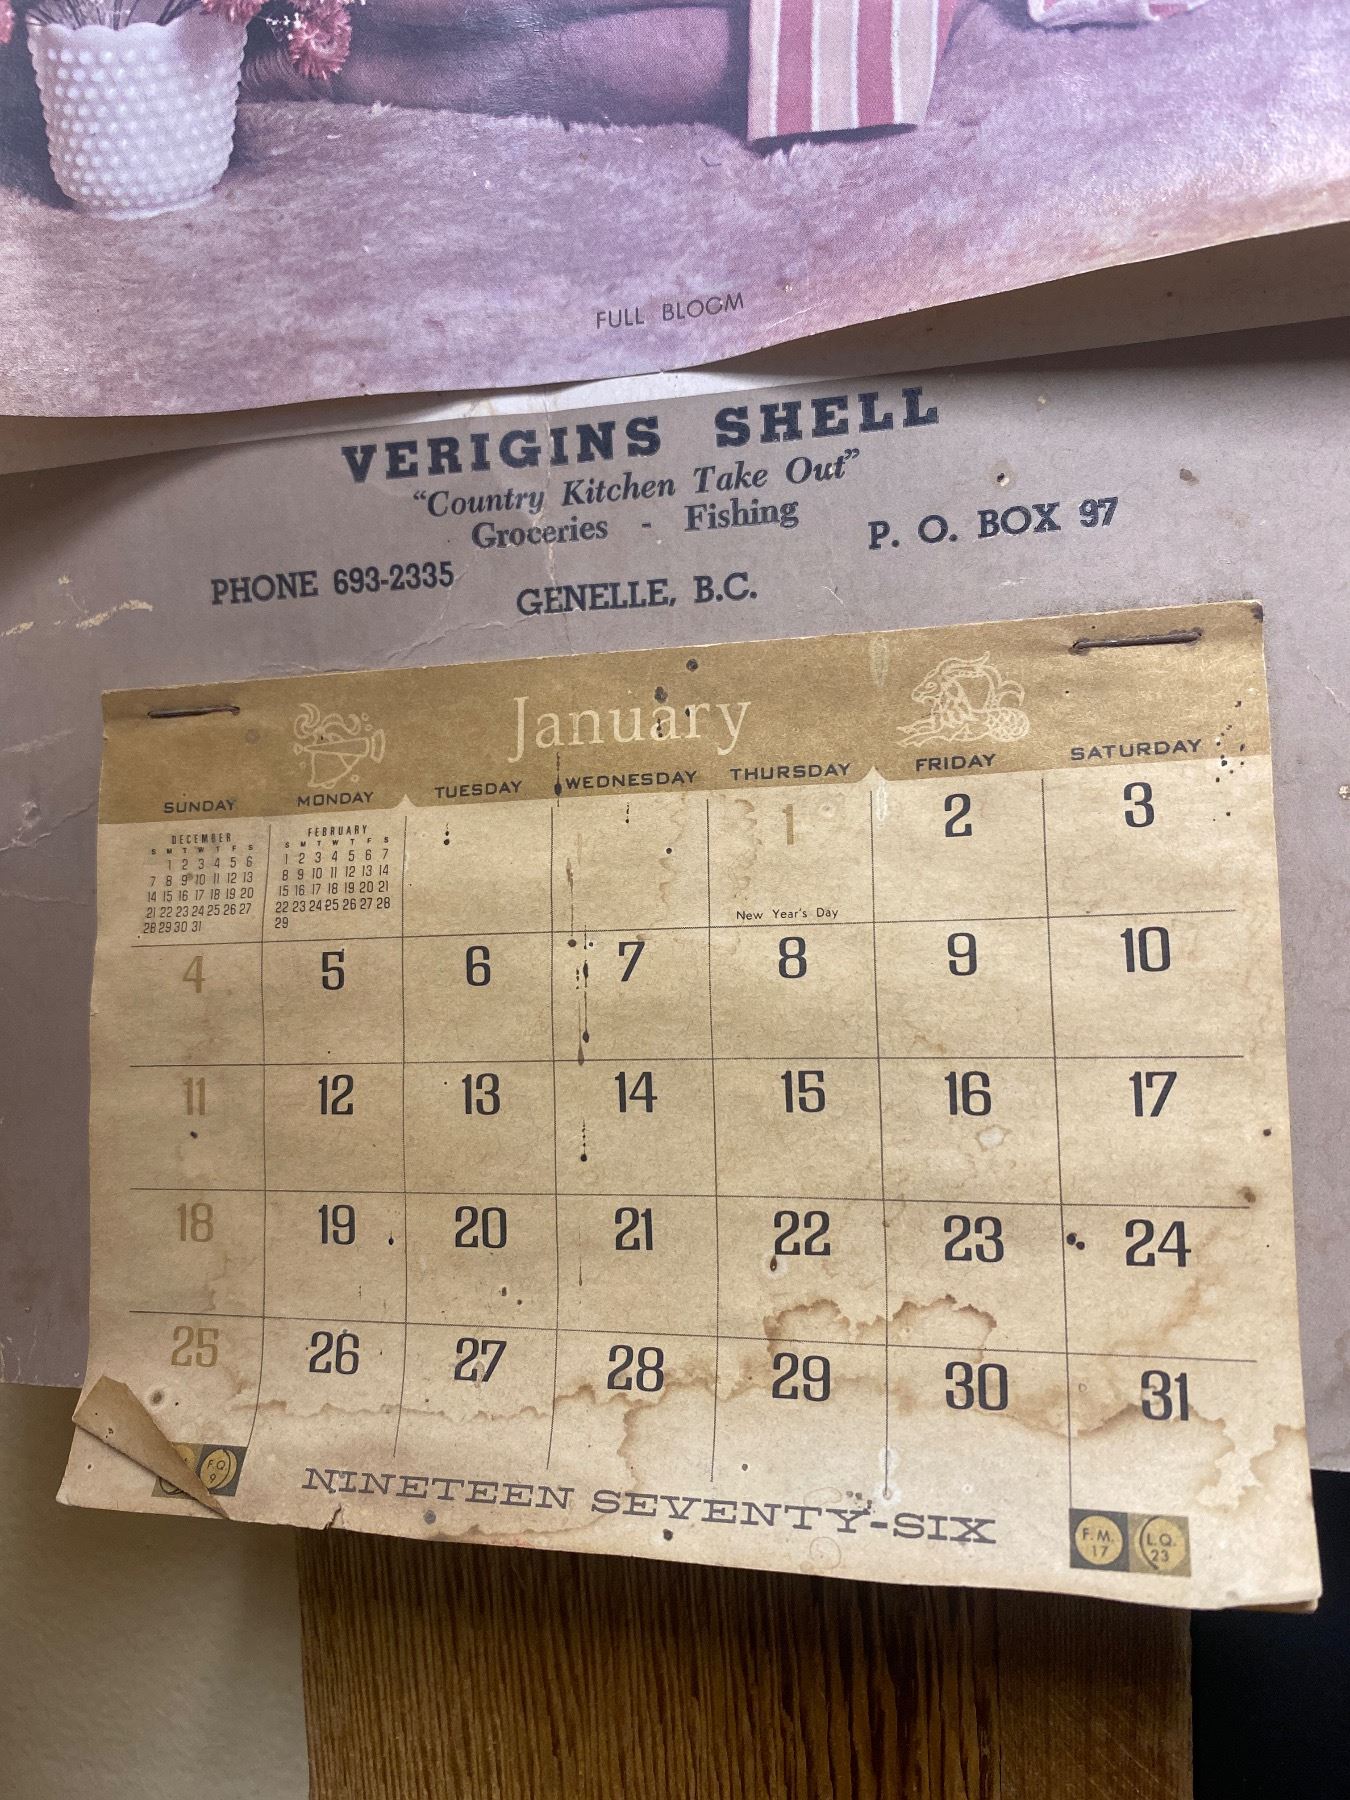 FULL BLOOM
VERIGINS SHELL
“Country Kitchen Take Out”
Groceries - Fishing
P. O. BOX 97
PHONE 693-2335
GENELLE, B.C.
January
SUNDAY MONDAY TUESDAY WEDNESDAY THURSDAY FRIDAY SATURDAY
DECEMBER
S M T W T F S
1 2 3 4 5 6
7 8 9 10 11 12 13
14 15 16 17 18 19 20
21 22 23 24 25 26 27
28 29 30 31
FEBRUARY
S M T W T F S
1 2 3 4 5 6 7
8 9 10 11 12 13 14
15 16 17 18 19 20 21
22 23 24 25 26 27 28
29
1 2 3
New Year's Day
4 5 6 7 8 9 10
11 12 13 14 15 16 17
18 19 20 21 22 23 24
25 26 27 28 29 30 31
F.Q. 9
NINETEEN SEVENTY-SIX
F. M. 17
L.Q. 23